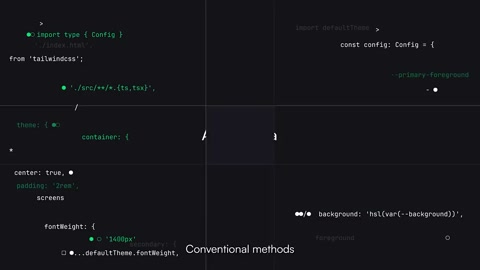 >
import type { Config }
'./index.html',
from 'tailwindcss';
'./src/**/*.{ts,tsx}',
/
theme: {
container: {
*
center: true,
padding: '2rem',
screens
fontWeight: {
'1400px'
secondary' {
...defaultTheme.fontWeight,
import defaultTheme >
const config: Config = {
--primary-foreground
-
/ background: 'hsl(var(--background))',
foreground
Conventional methods